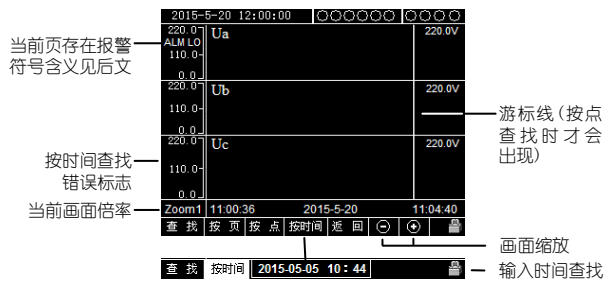 2015-5-20 12:00:00
当前页存在报警
符号含义见后文
220.0
ALM LO
110.0
0.0
Ua
220.0V
220.0
110.0
0.0
Ub
220.0V
游标线(按点
查找时才会
出现)
220.0
110.0
0.0
Uc
220.0V
按时间查找
错误标志
当前画面倍率
Zoom1 11:00:36 2015-5-20 11:04:40
查 找 按 页 按 点 按时间 返 回
画面缩放
查 找 按时间 2015-05-05 10:44
输入时间查找